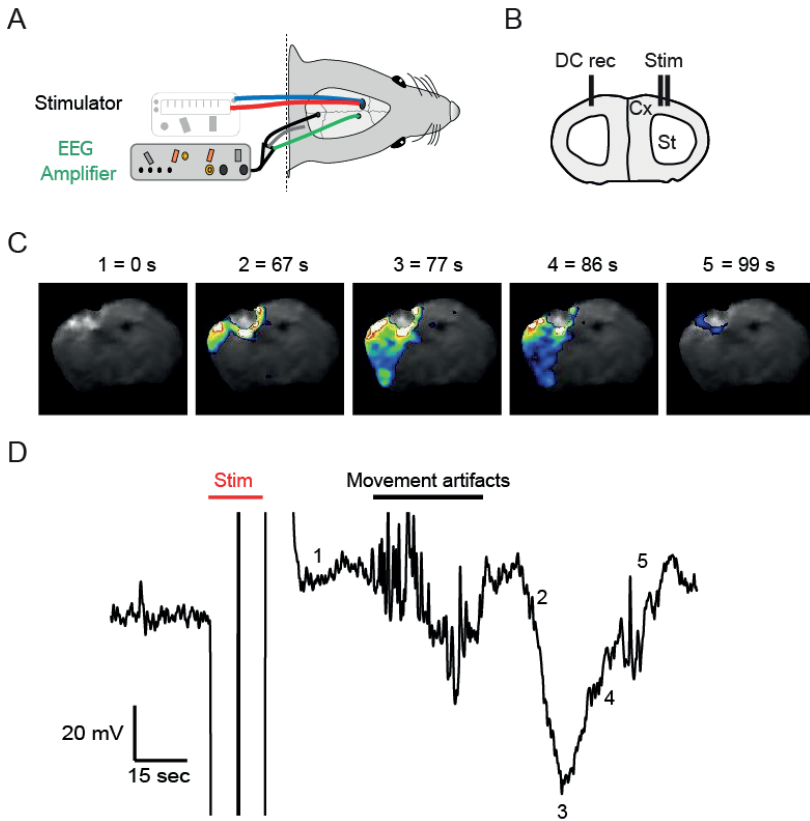 A
B
Stimulator
EEG
Amplifier
DC rec
Stim
Cx
St
C
1 = 0 s
2 = 67 s
3 = 77 s
4 = 86 s
5 = 99 s
D
Stim
Movement artifacts
1
2
3
4
5
20 mV
15 sec